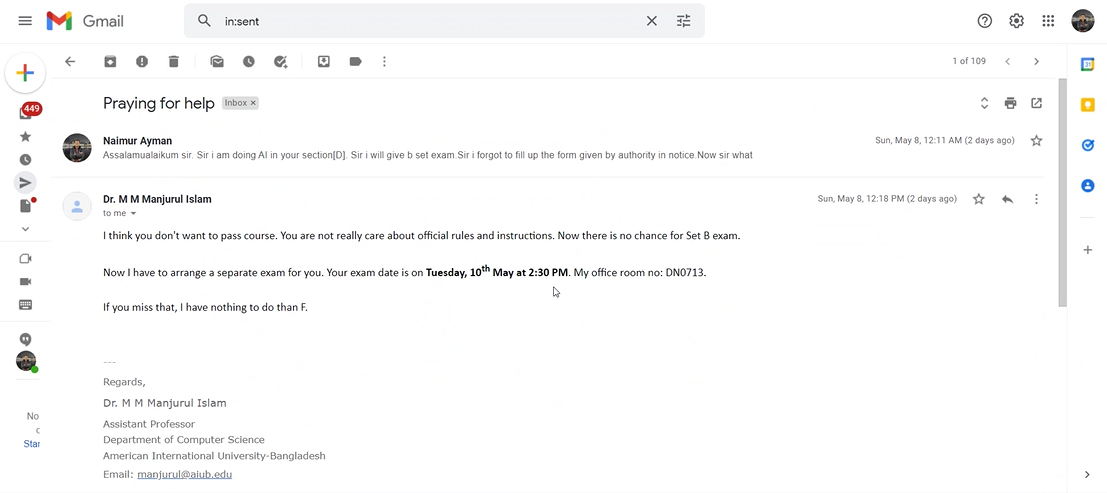 Gmail
in:sent
1 of 109
449
Praying for help Inbox ×
Naimur Ayman Sun, May 8, 12:11 AM (2 days ago)
Assalamualaikum sir. Sir i am doing AI in your section[D]. Sir i will give b set exam.Sir i forgot to fill up the form given by authority in notice.Now sir what
Dr. M M Manjurul Islam Sun, May 8, 12:18 PM (2 days ago)
to me
I think you don't want to pass course. You are not really care about official rules and instructions. Now there is no chance for Set B exam.
Now I have to arrange a separate exam for you. Your exam date is on Tuesday, 10th May at 2:30 PM. My office room no: DN0713.
If you miss that, I have nothing to do than F.
---
Regards,
Dr. M M Manjurul Islam
Assistant Professor
Department of Computer Science
American International University-Bangladesh
Email: manjurul@aiub.edu
No
c
Star
31